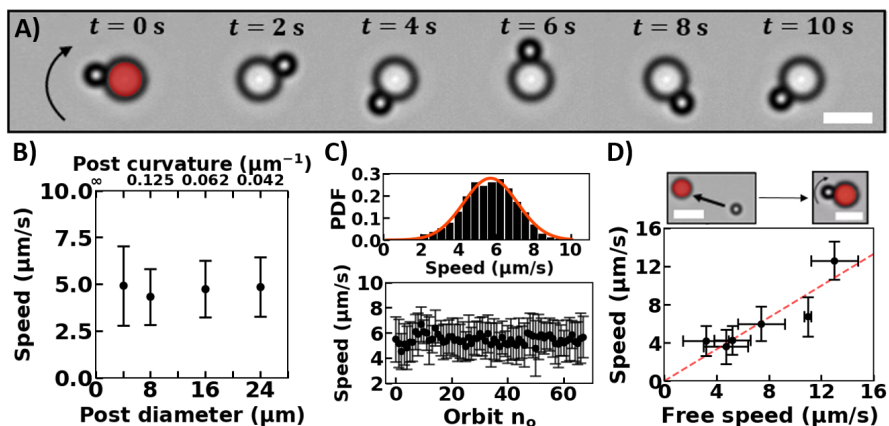 A) t = 0 s t = 2 s t = 4 s t = 6 s t = 8 s t = 10 s
B)
Post curvature (μm⁻¹)
∞ 0.125 0.062 0.042
10.0
7.5
5.0
2.5
0.0
Speed (μm/s)
0 8 16 24
Post diameter (μm)
C)
0.3
0.2
0.1
0.0
PDF
0 2 4 6 8 10
Speed (μm/s)
10
8
6
4
2
Speed (μm/s)
0 20 40 60
Orbit nₒ
D)
16
12
8
4
0
Speed (μm/s)
0 4 8 12 16
Free speed (μm/s)